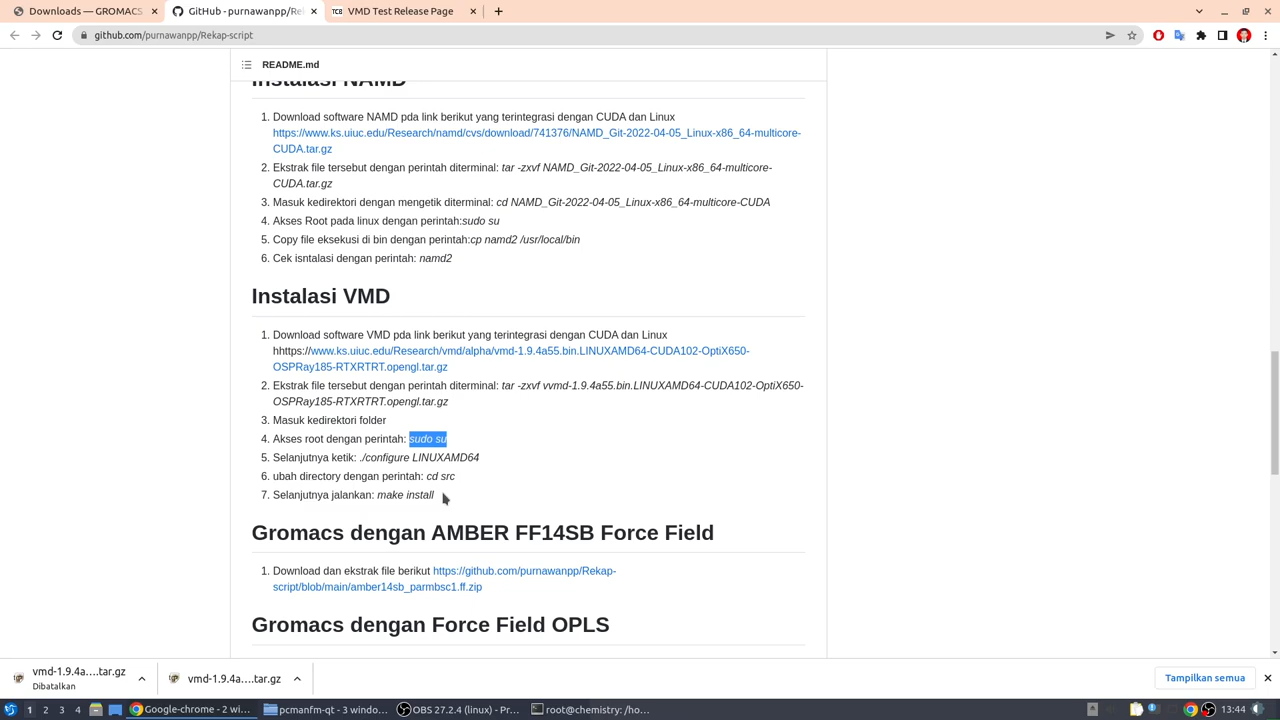 Downloads — GROMACS
GitHub - purnawanpp/Re
VMD Test Release Page
github.com/purnawanpp/Rekap-script
README.md
Instalasi NAMD
1. Download software NAMD pda link berikut yang terintegrasi dengan CUDA dan Linux
https://www.ks.uiuc.edu/Research/namd/cvs/download/741376/NAMD_Git-2022-04-05_Linux-x86_64-multicore-
CUDA.tar.gz
2. Ekstrak file tersebut dengan perintah diterminal: tar -zxvf NAMD_Git-2022-04-05_Linux-x86_64-multicore-
CUDA.tar.gz
3. Masuk kedirektori dengan mengetik diterminal: cd NAMD_Git-2022-04-05_Linux-x86_64-multicore-CUDA
4. Akses Root pada linux dengan perintah:sudo su
5. Copy file eksekusi di bin dengan perintah:cp namd2 /usr/local/bin
6. Cek isntalasi dengan perintah: namd2
Instalasi VMD
1. Download software VMD pda link berikut yang terintegrasi dengan CUDA dan Linux
hhttps://www.ks.uiuc.edu/Research/vmd/alpha/vmd-1.9.4a55.bin.LINUXAMD64-CUDA102-OptiX650-
OSPRay185-RTXRTRT.opengl.tar.gz
2. Ekstrak file tersebut dengan perintah diterminal: tar -zxvf vvmd-1.9.4a55.bin.LINUXAMD64-CUDA102-OptiX650-
OSPRay185-RTXRTRT.opengl.tar.gz
3. Masuk kedirektori folder
4. Akses root dengan perintah: sudo su
5. Selanjutnya ketik: ./configure LINUXAMD64
6. ubah directory dengan perintah: cd src
7. Selanjutnya jalankan: make install
Gromacs dengan AMBER FF14SB Force Field
1. Download dan ekstrak file berikut https://github.com/purnawanpp/Rekap-
script/blob/main/amber14sb_parmbsc1.ff.zip
Gromacs dengan Force Field OPLS
vmd-1.9.4a....tar.gz
Dibatalkan
vmd-1.9.4a....tar.gz
Tampilkan semua
1 2 3 4
Google-chrome - 2 wi...
pcmanfm-qt - 3 windo...
OBS 27.2.4 (linux) - Pr...
root@chemistry: /ho...
13:44